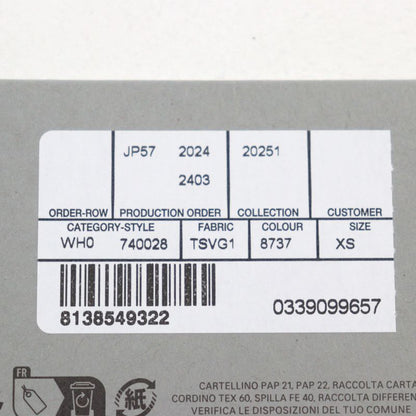 JP57 2024 20251
2403
ORDER-ROW PRODUCTION ORDER COLLECTION CUSTOMER
CATEGORY-STYLE FABRIC COLOUR SIZE
WH0 740028 TSVG1 8737 XS
8138549322 0339099657
CARTELLINO PAP 21, PAP 22, RACCOLTA CARTA
FR CORDINO TEX 60, SPILLA FE 40, RACCOLTA DIFFEREN
VERIFICA LE DISPOSIZIONI DEL TUO COMUNE
紙